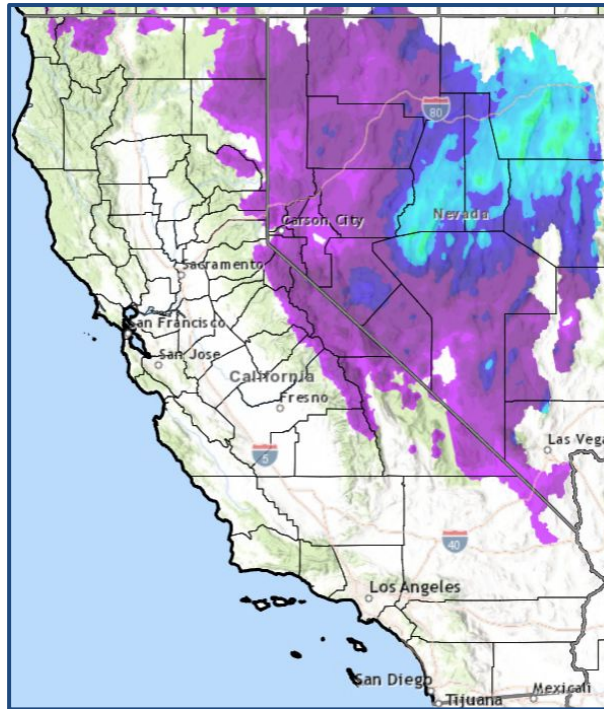 80
Carson City
Nevada
Sacramento
San Francisco
San Jose
California
Fresno
5
Las Vega
40
Los Angeles
San Diego
Tijuana
Mexicali